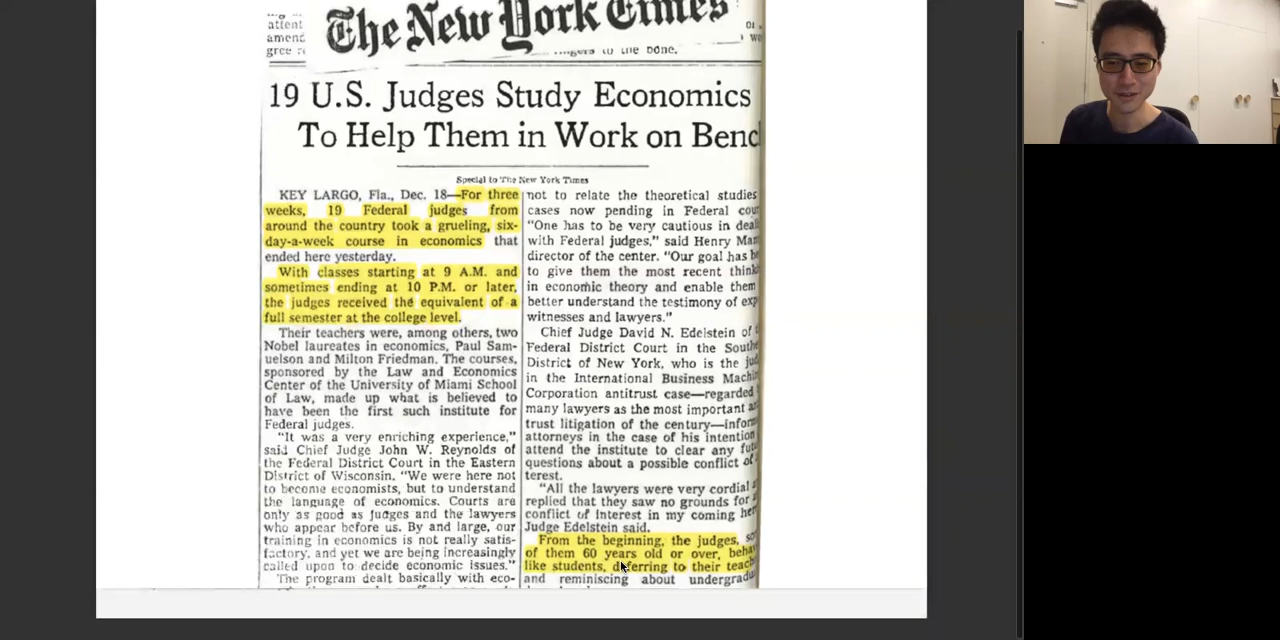 attent
amend
The New York Times
to the bone.
19 U.S. Judges Study Economics
To Help Them in Work on Benc
Special to The New York Times
KEY LARGO, Fla., Dec. 18—For three
weeks, 19 Federal judges from
around the country took a grueling, six-
day-a-week course in economics that
ended here yesterday.
With classes starting at 9 A.M. and
sometimes ending at 10 P.M. or later,
the judges received the equivalent of a
full semester at the college level.
Their teachers were, among others, two
Nobel laureates in economics, Paul Sam-
uelson and Milton Friedman. The courses,
sponsored by the Law and Economics
Center of the University of Miami School
of Law, made up what is believed to
have been the first such institute for
Federal judges.
"It was a very enriching experience,"
said Chief Judge John W. Reynolds of
the Federal District Court in the Eastern
District of Wisconsin. "We were here not
to become economists, but to understand
the language of economics. Courts are
only as good as judges and the lawyers
who appear before us. By and large, our
training in economics is not really satis-
factory, and yet we are being increasingly
called upon to decide economic issues."
The program dealt basically with eco-
not to relate the theoretical studies
cases now pending in Federal cou
"One has to be very cautious in deal
with Federal judges," said Henry Man
director of the center. "Our goal has be
to give them the most recent think
in economic theory and enable them
better understand the testimony of exp
witnesses and lawyers."
Chief Judge David N. Edelstein of
Federal District Court in the Southe
District of New York, who is the jud
in the International Business Machi
Corporation antitrust case—regarded
many lawyers as the most important
trust litigation of the century—inform
attorneys in the case of his intention
attend the institute to clear any fut
questions about a possible conflict of
terest.
"All the lawyers were very cordial
replied that they saw no grounds for
conflict of interest in my coming her
Judge Edelstein said.
From the beginning, the judges,
of them 60 years old or over, beha
like students, deferring to their teac
and reminiscing about undergradu